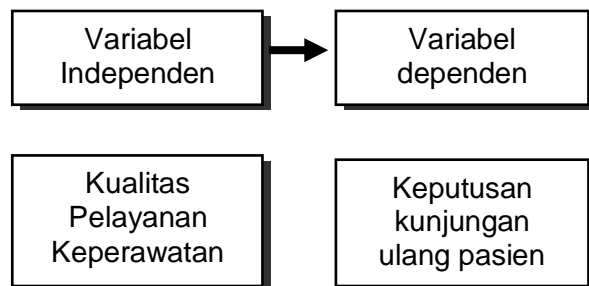 Variabel
Independen
Variabel
dependen
Kualitas
Pelayanan
Keperawatan
Keputusan
kunjungan
ulang pasien